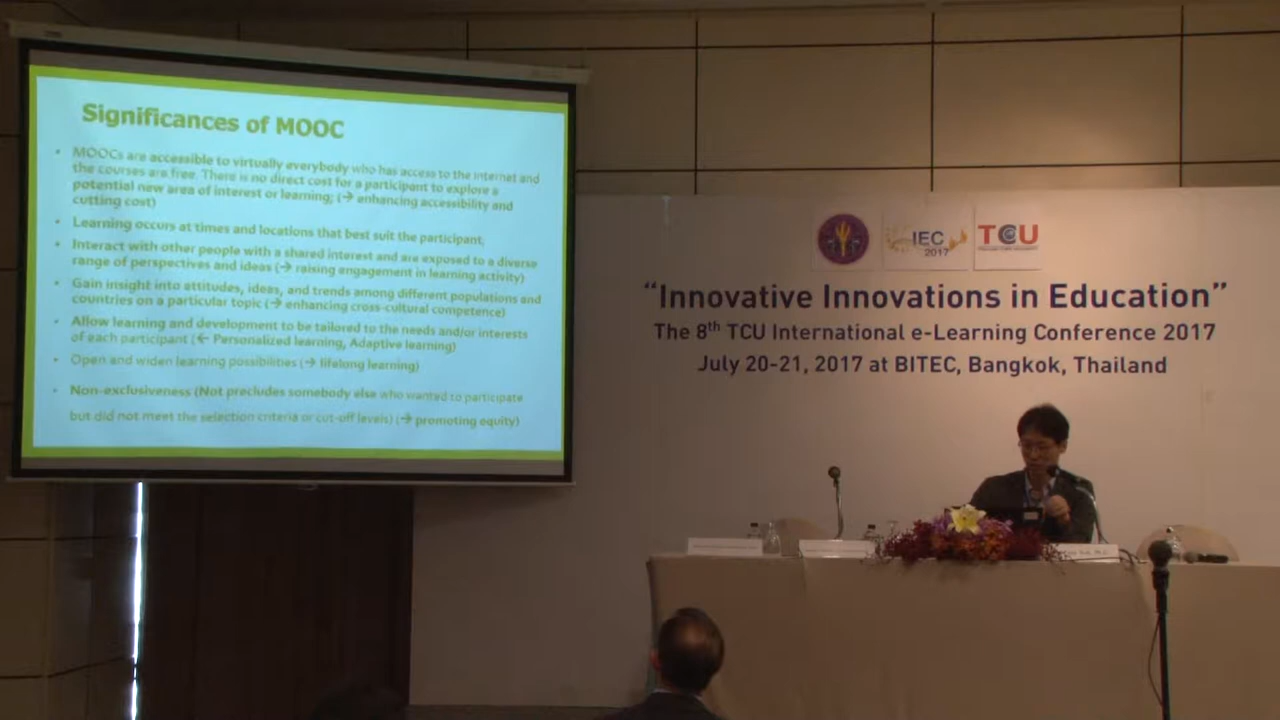 Significances of MOOC
• MOOCs are accessible to virtually everybody who has access to the internet and
the courses are free. There is no direct cost for a participant to explore a
potential new area of interest or learning; (→ enhancing accessibility and
cutting cost)
• Learning occurs at times and locations that best suit the participant;
• Interact with other people with a shared interest and are exposed to a diverse
range of perspectives and ideas (→ raising engagement in learning activity)
• Gain insight into attitudes, ideas, and trends among different populations and
countries on a particular topic (→ enhancing cross-cultural competence)
• Allow learning and development to be tailored to the needs and/or interests
of each participant (← Personalized learning, Adaptive learning)
• Open and widen learning possibilities (→ lifelong learning)
• Non-exclusiveness (Not precludes somebody else who wanted to participate
but did not meet the selection criteria or cut-off levels) (→ promoting equity)
IEC
2017
TCU
“Innovative Innovations in Education”
The 8th TCU International e-Learning Conference 2017
July 20-21, 2017 at BITEC, Bangkok, Thailand